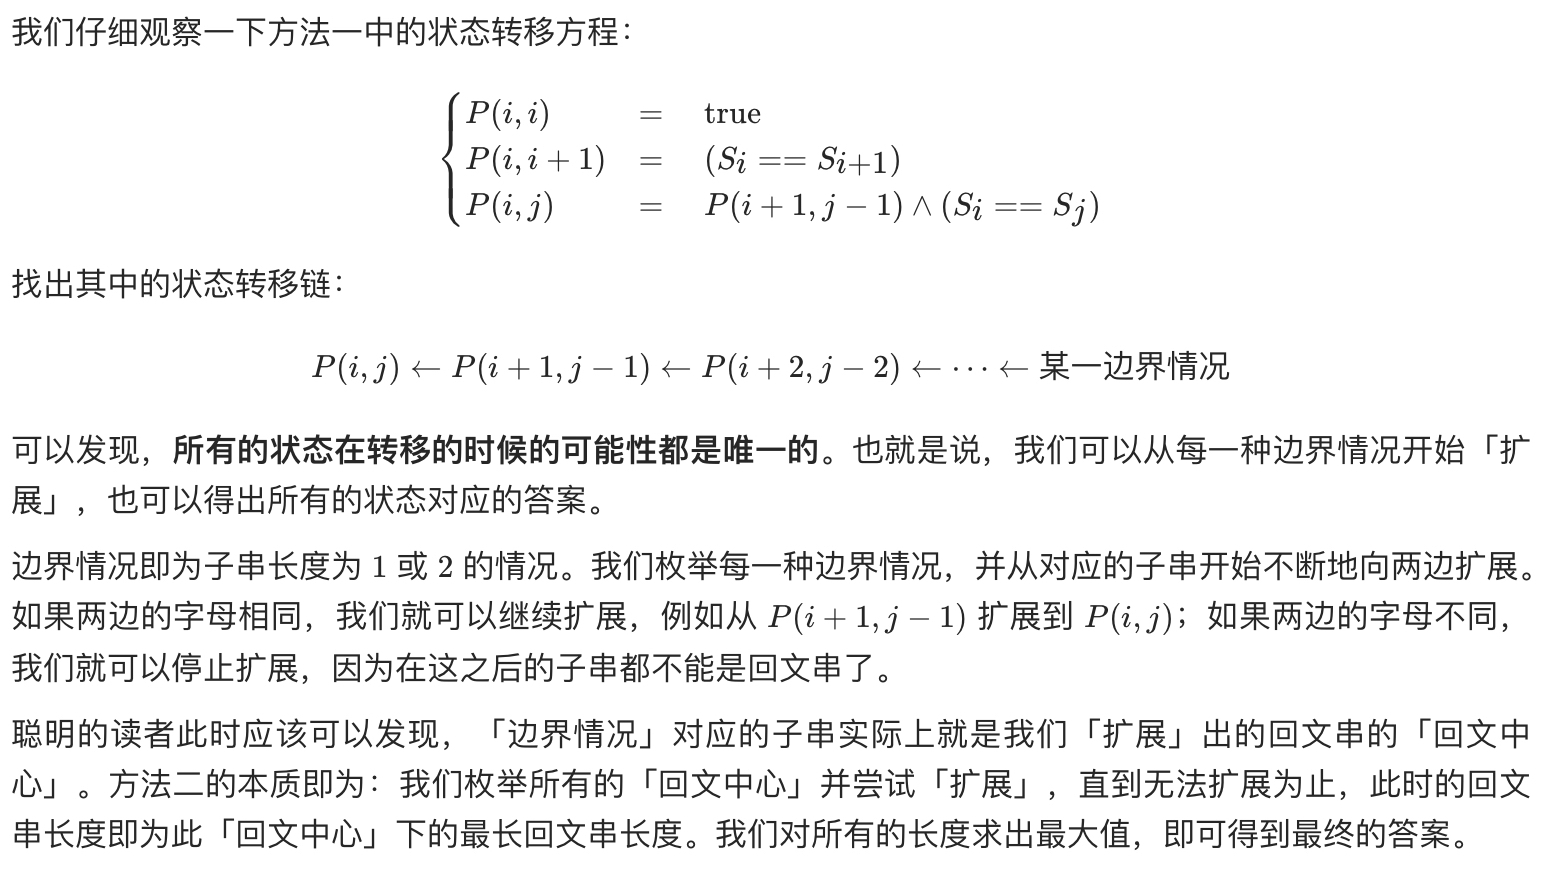 我们仔细观察一下方法一中的状态转移方程：
P(i, i) = true
P(i, i + 1) = (Si == Si+1)
P(i, j) = P(i + 1, j − 1) ∧ (Si == Sj)
找出其中的状态转移链：
P(i, j) ← P(i + 1, j − 1) ← P(i + 2, j − 2) ← ⋯ ← 某一边界情况
可以发现，所有的状态在转移的时候的可能性都是唯一的。也就是说，我们可以从每一种边界情况开始「扩
展」，也可以得出所有的状态对应的答案。
边界情况即为子串长度为 1 或 2 的情况。我们枚举每一种边界情况，并从对应的子串开始不断地向两边扩展。
如果两边的字母相同，我们就可以继续扩展，例如从 P(i + 1, j − 1) 扩展到 P(i, j)；如果两边的字母不同，
我们就可以停止扩展，因为在这之后的子串都不能是回文串了。
聪明的读者此时应该可以发现，「边界情况」对应的子串实际上就是我们「扩展」出的回文串的「回文中
心」。方法二的本质即为：我们枚举所有的「回文中心」并尝试「扩展」，直到无法扩展为止，此时的回文
串长度即为此「回文中心」下的最长回文串长度。我们对所有的长度求出最大值，即可得到最终的答案。